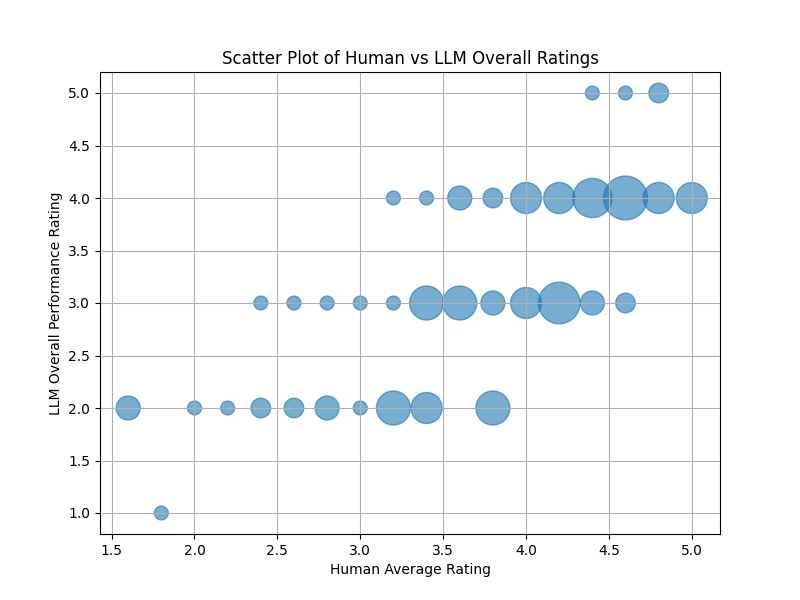 Scatter Plot of Human vs LLM Overall Ratings
5.0
4.5
4.0
3.5
3.0
2.5
2.0
1.5
1.0
LLM Overall Performance Rating
1.5 2.0 2.5 3.0 3.5 4.0 4.5 5.0
Human Average Rating